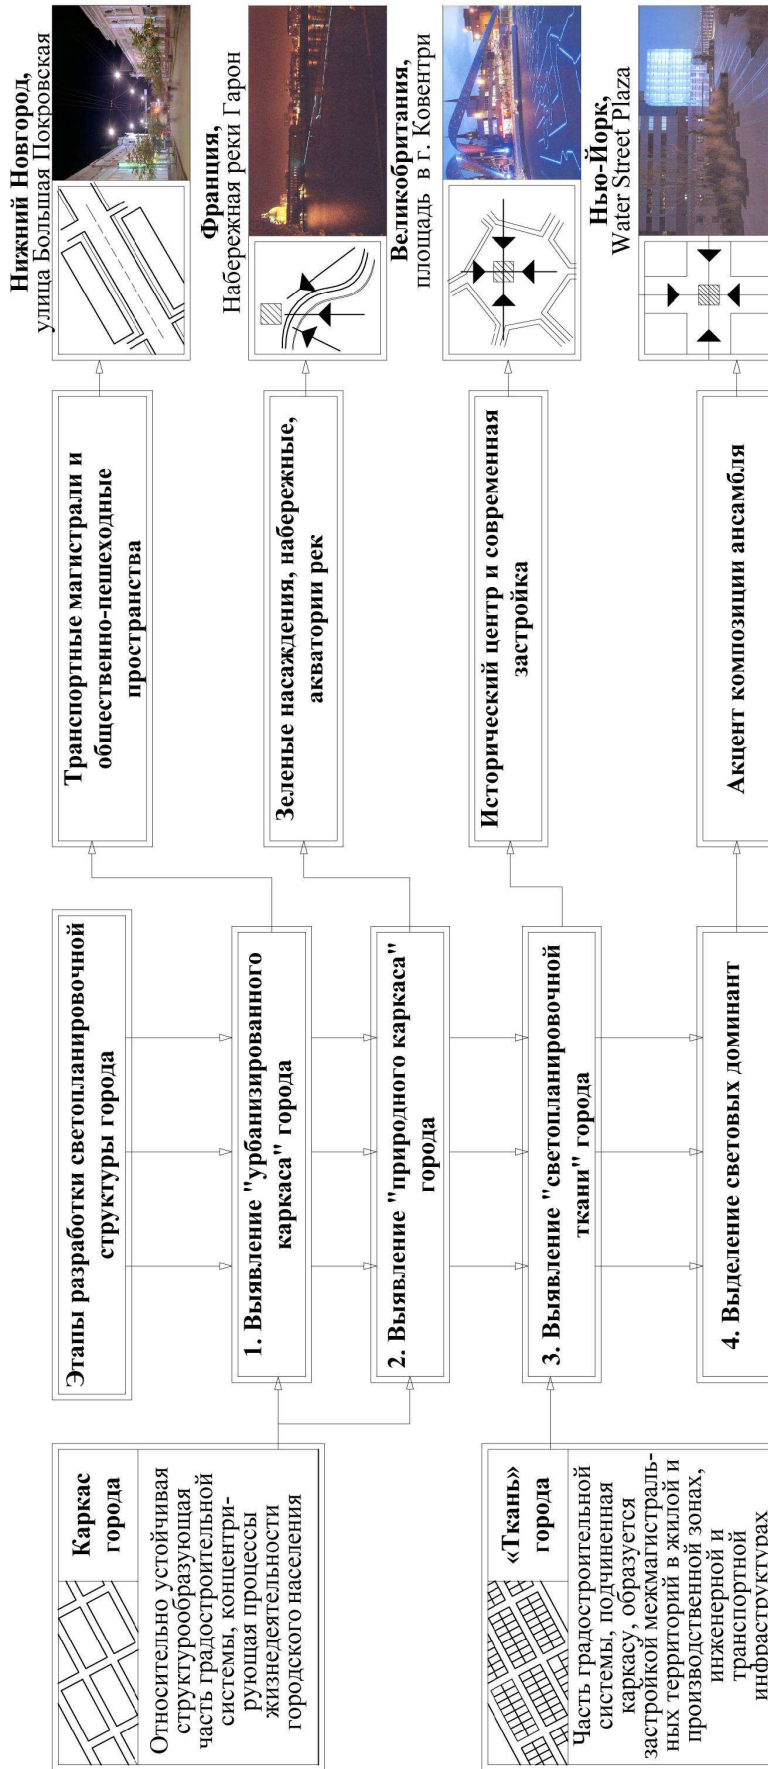 Каркас
города
Относительно устойчивая
структурообразующая
часть градостроительной
системы, концентри-
рующая процессы
жизнедеятельности
городского населения
«Ткань»
города
Часть градостроительной
системы, подчиненная
каркасу, образуется
застройкой межмагистраль-
ных территорий в жилой и
производственной зонах,
инженерной и
транспортной
инфраструктурах
Этапы разработки светопланировочной
структуры города
1. Выявление "урбанизированного
каркаса" города
2. Выявление "природного каркаса"
города
3. Выявление "светопланировочной
ткани" города
4. Выделение световых доминант
Транспортные магистрали и
общественно-пешеходные
пространства
Зеленые насаждения, набережные,
акватории рек
Исторический центр и современная
застройка
Акцент композиции ансамбля
Нижний Новгород,
улица Большая Покровская
Франция,
Набережная реки Гарон
Великобритания,
площадь в г. Ковентри
Нью-Йорк,
Water Street Plaza